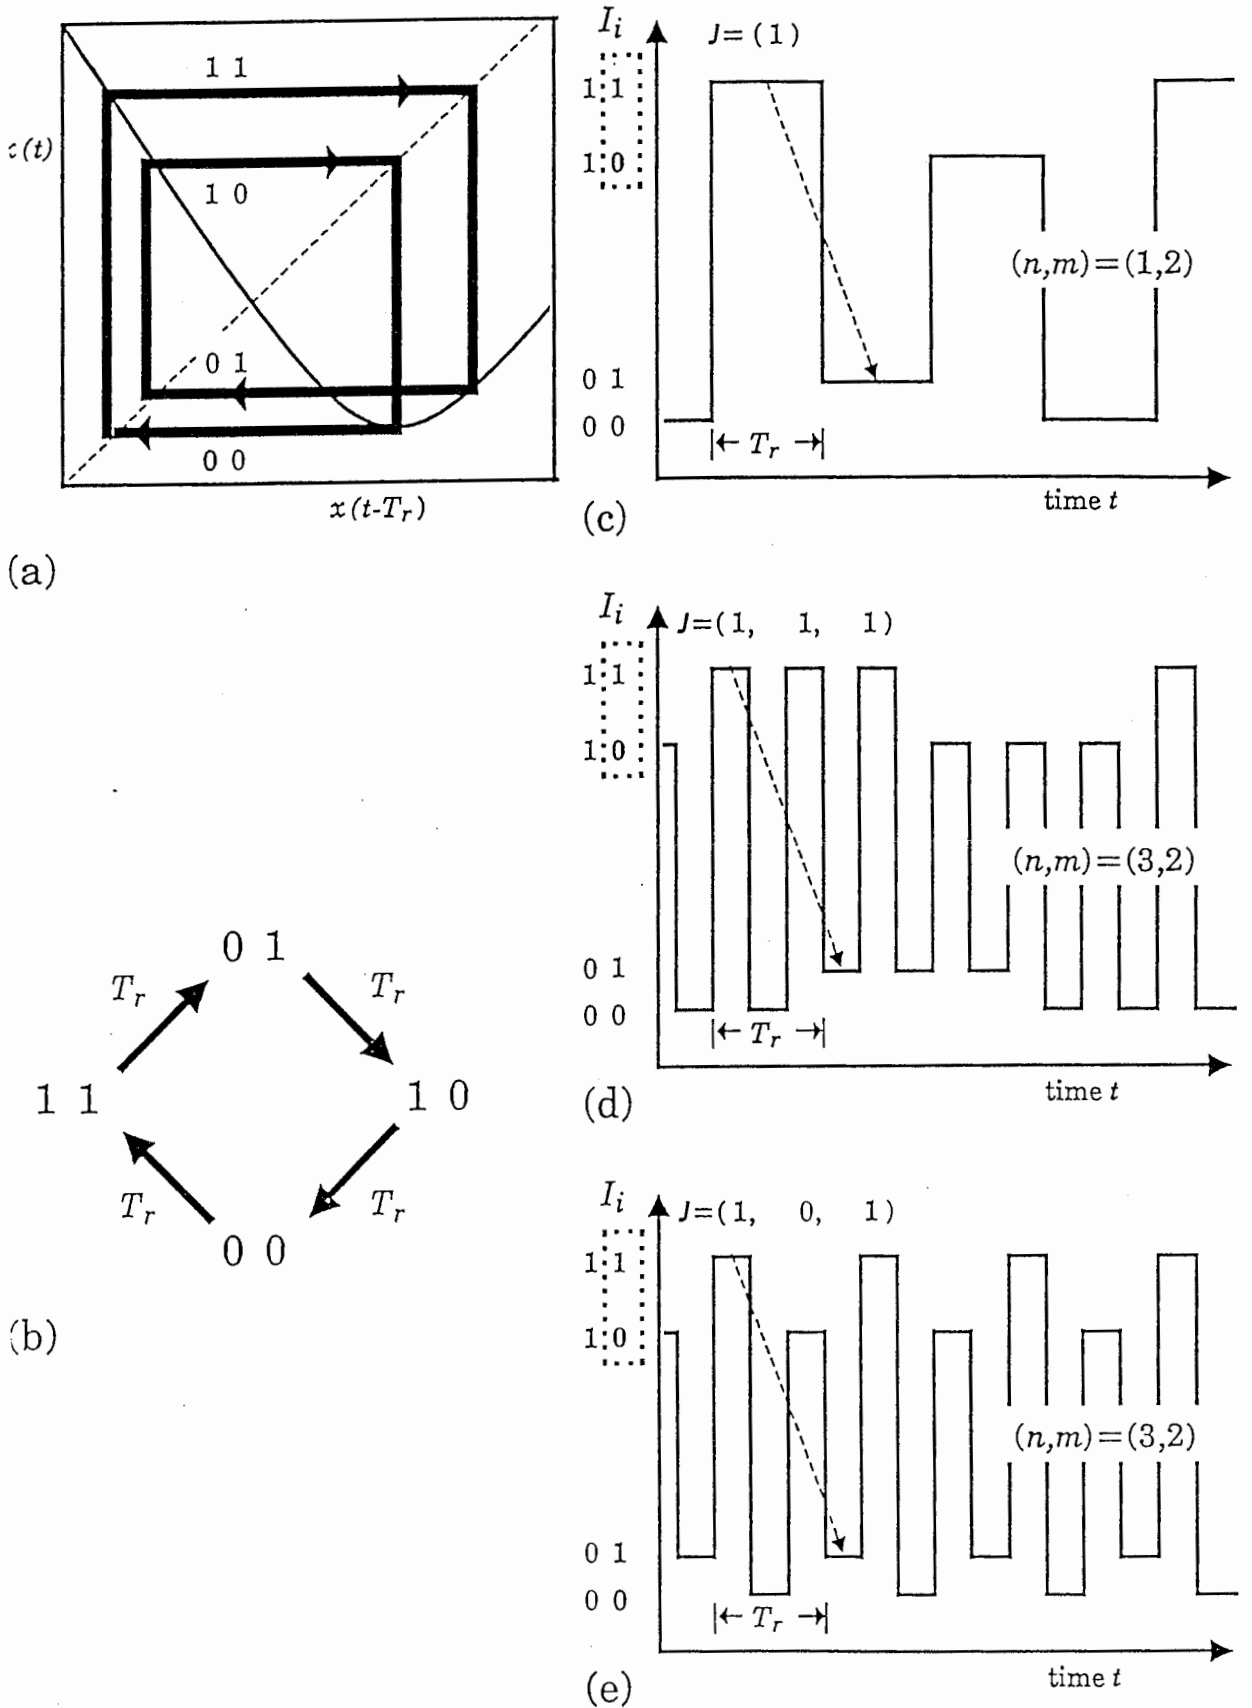 1 1
x(t)
1 0
0 1
0 0
x(t-Tr)
(a)
0 1
Tr
Tr
1 1
1 0
Tr
Tr
0 0
(b)
Ii
J=(1)
1 1
1 0
(n,m)=(1,2)
0 1
0 0
← Tr →
time t
(c)
Ii
J=(1, 1, 1)
1 1
1 0
(n,m)=(3,2)
0 1
0 0
← Tr →
time t
(d)
Ii
J=(1, 0, 1)
1 1
1 0
(n,m)=(3,2)
0 1
0 0
← Tr →
time t
(e)